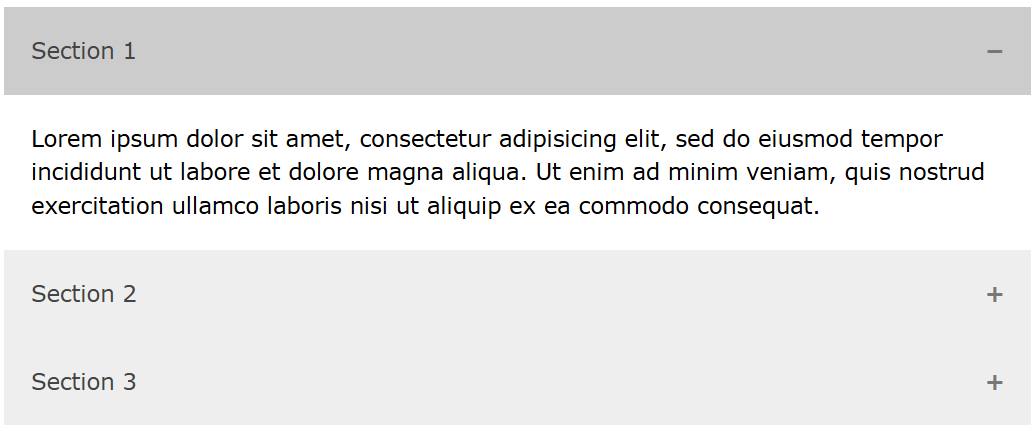 Section 1 −
Lorem ipsum dolor sit amet, consectetur adipisicing elit, sed do eiusmod tempor
incididunt ut labore et dolore magna aliqua. Ut enim ad minim veniam, quis nostrud
exercitation ullamco laboris nisi ut aliquip ex ea commodo consequat.
Section 2 +
Section 3 +